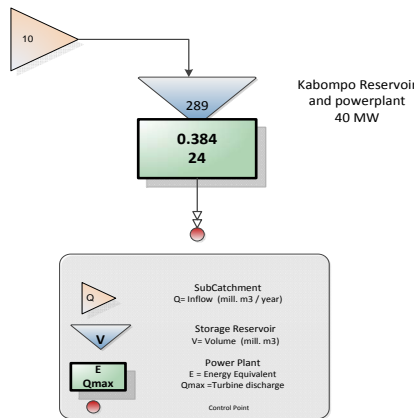 10
289
Kabompo Reservoir
and powerplant
40 MW
0.384
24
SubCatchment
Q
Q= Inflow (mill. m3 / year)
Storage Reservoir
V
V= Volume (mill. m3)
Power Plant
E
E = Energy Equivalent
Qmax
Qmax =Turbine discharge
Control Point